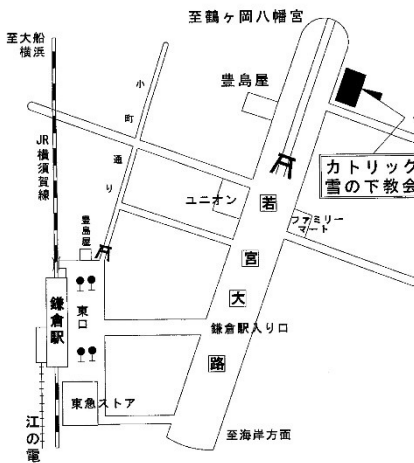 至鶴ヶ岡八幡宮
至大船
横浜
豊島屋
小町通り
JR横須賀線
カトリック
雪の下教会
ユニオン
若宮大路
ファミリー
マート
豊島屋
鎌倉駅
東口
鎌倉駅入り口
東急ストア
江の電
至海岸方面